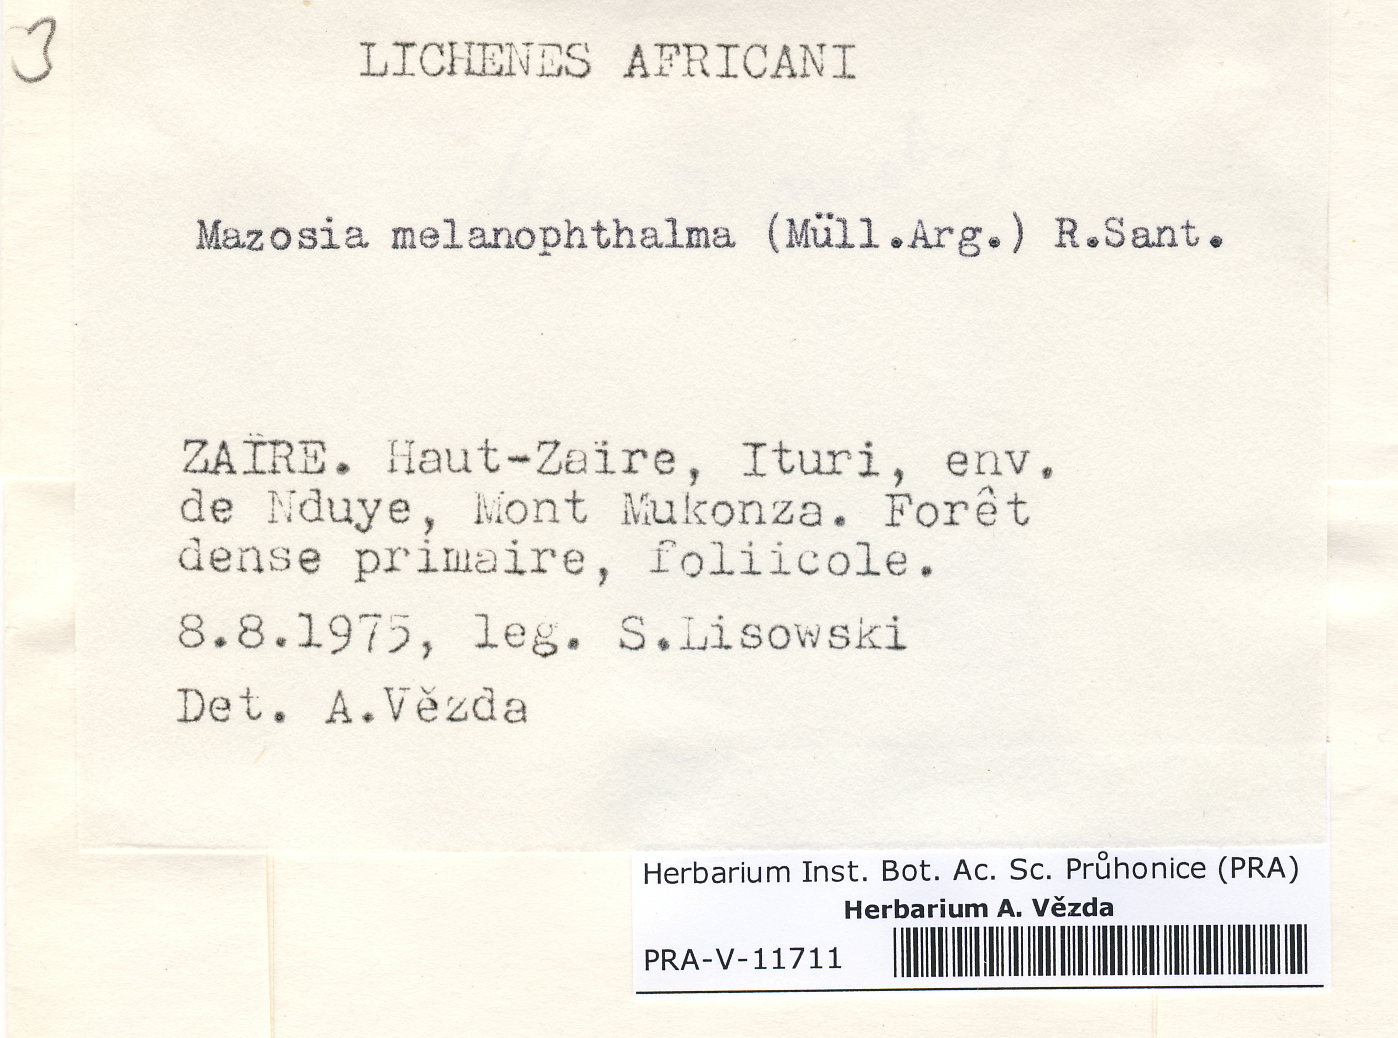 3
LICHENES AFRICANI
Mazosia melanophthalma (Müll.Arg.) R.Sant.
ZAÏRE. Haut-Zaïre, Ituri, env.
de Nduye, Mont Mukonza. Forêt
dense primaire, foliicole.
8.8.1975, leg. S.Lisowski
Det. A.Vězda
Herbarium Inst. Bot. Ac. Sc. Průhonice (PRA)
Herbarium A. Vězda
PRA-V-11711